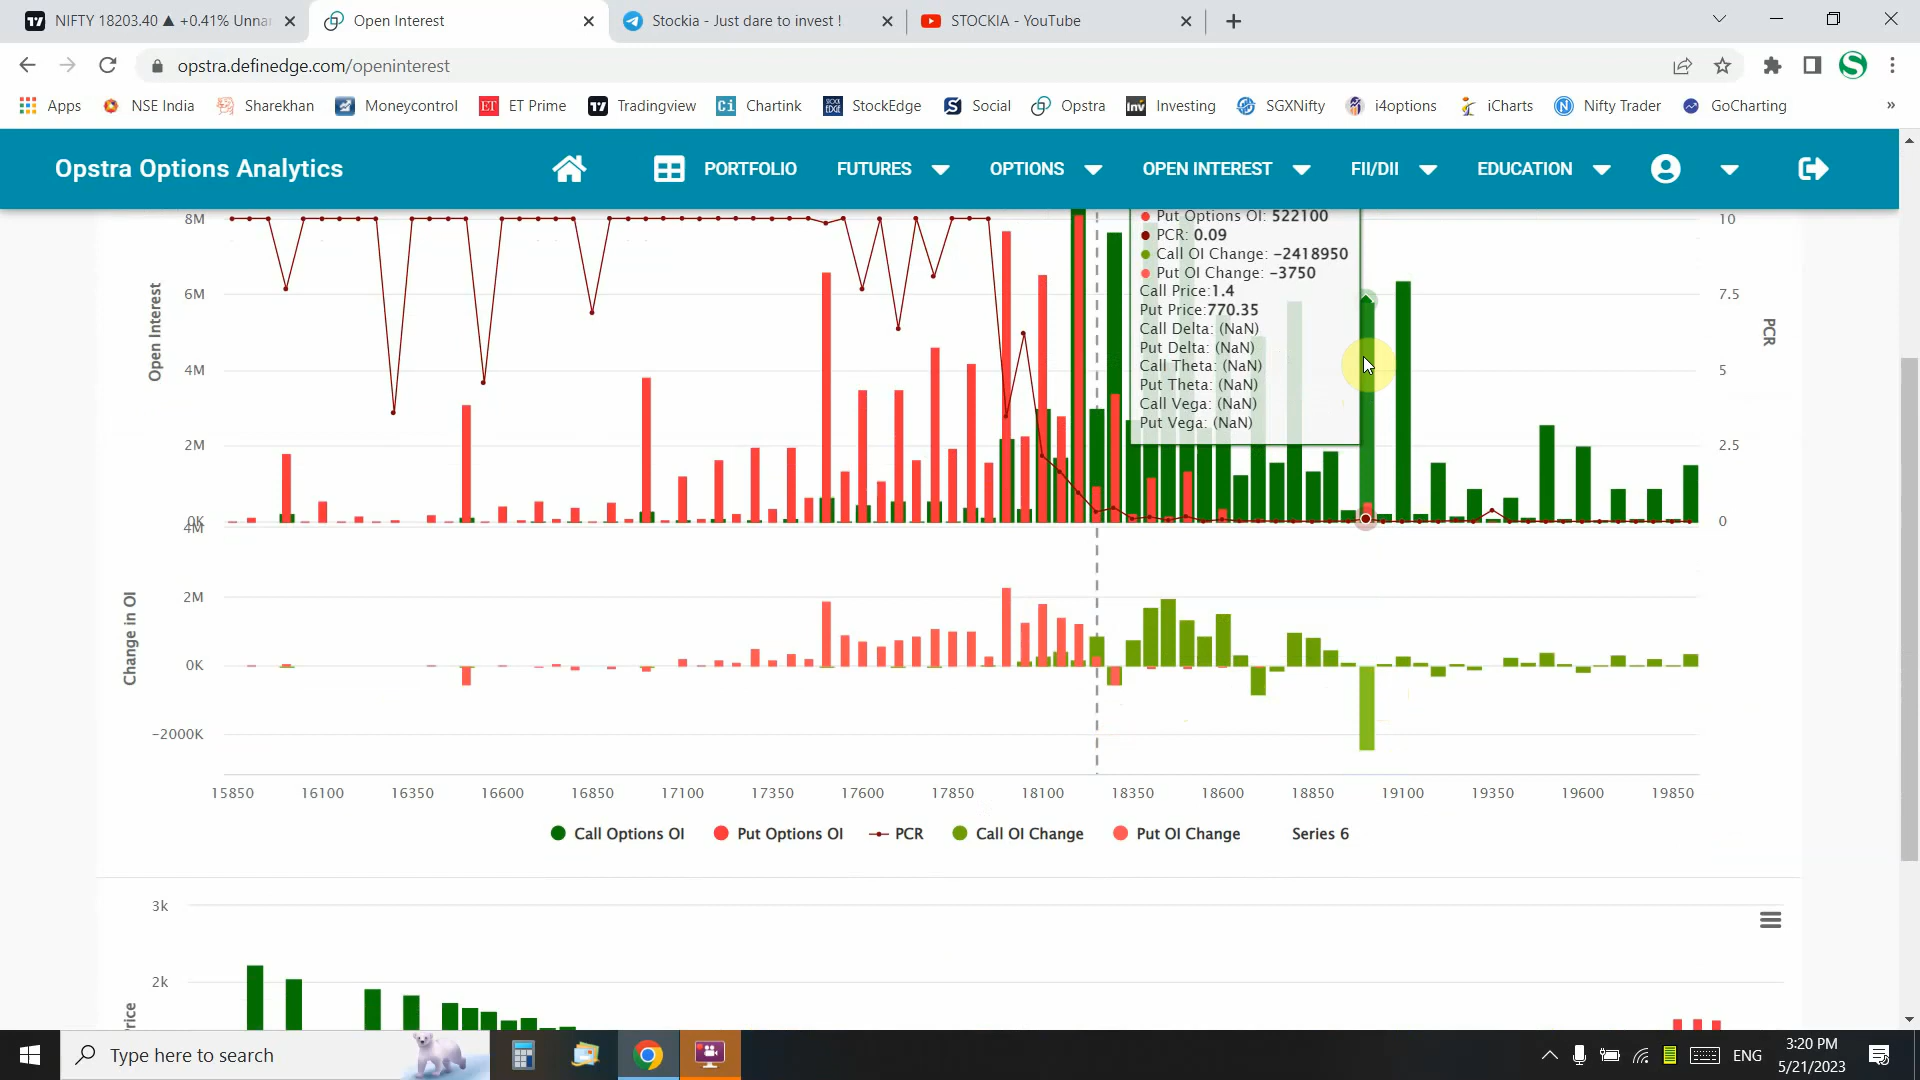 NIFTY 18203.40 ▲ +0.41% Unnar
Open Interest
Stockia - Just dare to invest !
STOCKIA - YouTube
opstra.definedge.com/openinterest
Apps
NSE India
Sharekhan
Moneycontrol
ET Prime
Tradingview
Chartink
StockEdge
Social
Opstra
Investing
SGXNifty
i4options
iCharts
Nifty Trader
GoCharting
»
Opstra Options Analytics
PORTFOLIO
FUTURES
OPTIONS
OPEN INTEREST
FII/DII
EDUCATION
8M
6M
4M
2M
0K
Open Interest
10
7.5
5
2.5
0
PCR
Put Options OI: 522100
PCR: 0.09
Call OI Change: -2418950
Put OI Change: -3750
Call Price:1.4
Put Price:770.35
Call Delta: (NaN)
Put Delta: (NaN)
Call Theta: (NaN)
Put Theta: (NaN)
Call Vega: (NaN)
Put Vega: (NaN)
4M
2M
0K
-2000K
Change in OI
15850 16100 16350 16600 16850 17100 17350 17600 17850 18100 18350 18600 18850 19100 19350 19600 19850
Call Options OI Put Options OI PCR Call OI Change Put OI Change Series 6
3k
2k
Type here to search
ENG
3:20 PM
5/21/2023